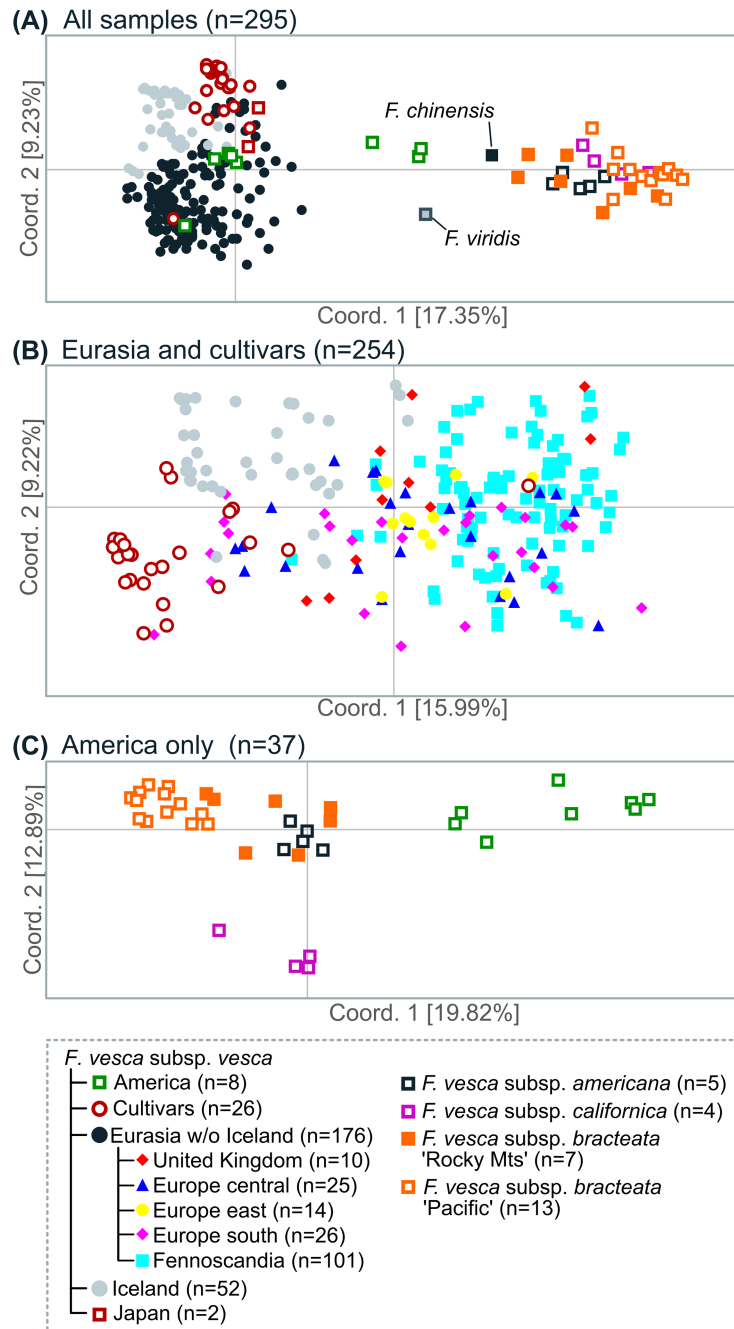 (A) All samples (n=295)
Coord. 2 [9.23%]
F. chinensis
F. viridis
Coord. 1 [17.35%]
(B) Eurasia and cultivars (n=254)
Coord. 2 [9.22%]
Coord. 1 [15.99%]
(C) America only (n=37)
Coord. 2 [12.89%]
Coord. 1 [19.82%]
F. vesca subsp. vesca
America (n=8)
Cultivars (n=26)
Eurasia w/o Iceland (n=176)
United Kingdom (n=10)
Europe central (n=25)
Europe east (n=14)
Europe south (n=26)
Fennoscandia (n=101)
Iceland (n=52)
Japan (n=2)
F. vesca subsp. americana (n=5)
F. vesca subsp. californica (n=4)
F. vesca subsp. bracteata
'Rocky Mts' (n=7)
F. vesca subsp. bracteata
'Pacific' (n=13)